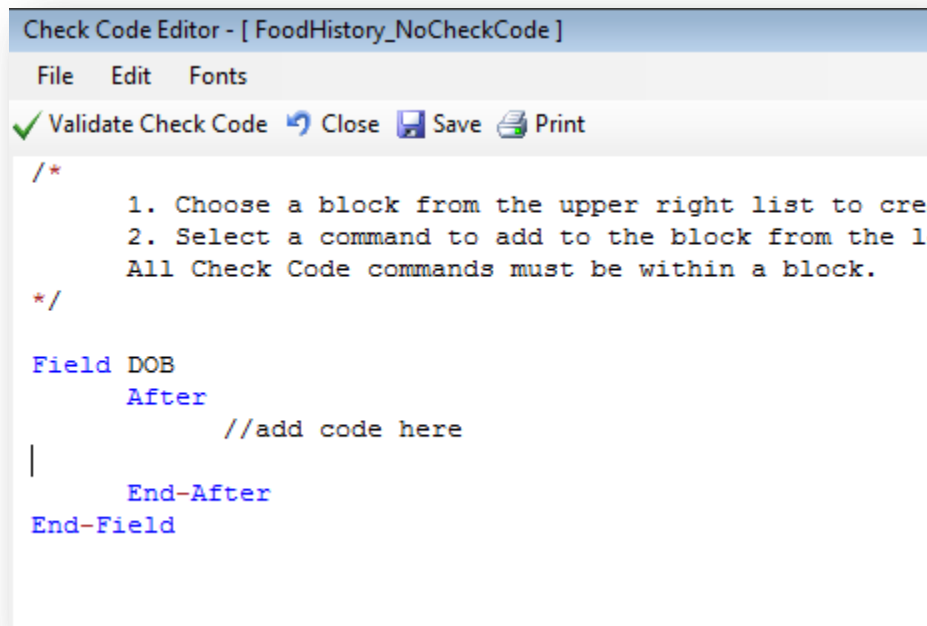 Check Code Editor - [ FoodHistory_NoCheckCode ]
File Edit Fonts
Validate Check Code Close Save Print
/*
1. Choose a block from the upper right list to cre
2. Select a command to add to the block from the l
All Check Code commands must be within a block.
*/
Field DOB
After
//add code here
End-After
End-Field